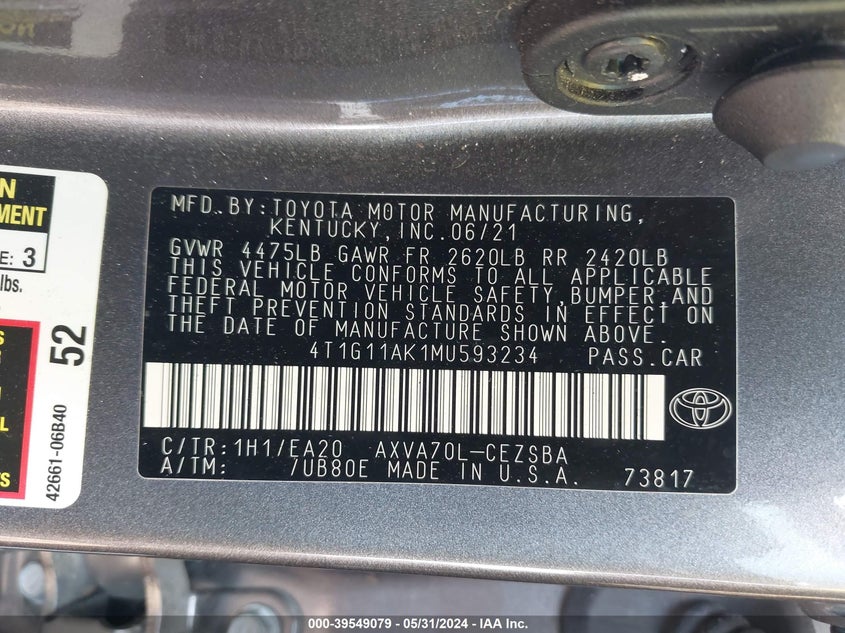 MFD.BY:TOYOTA MOTOR MANUFACTURING,
KENTUCKY,INC.06/21
GVWR 4475LB GAWR FR 2620LB RR 2420LB
THIS VEHICLE CONFORMS TO ALL APPLICABLE
FEDERAL MOTOR VEHICLE SAFETY,BUMPER,AND
THEFT PREVENTION STANDARDS IN EFFECT ON
THE DATE OF MANUFACTURE SHOWN ABOVE.
4T1G11AK1MU593234 PASS.CAR
C/TR:1H1/EA20 AXVA70L-CEZSBA
A/TM: 7UB80E MADE IN U.S.A. 73817
E: 3
lbs.
52
42661-06B40
000-39549079 — 05/31/2024 — IAA Inc.